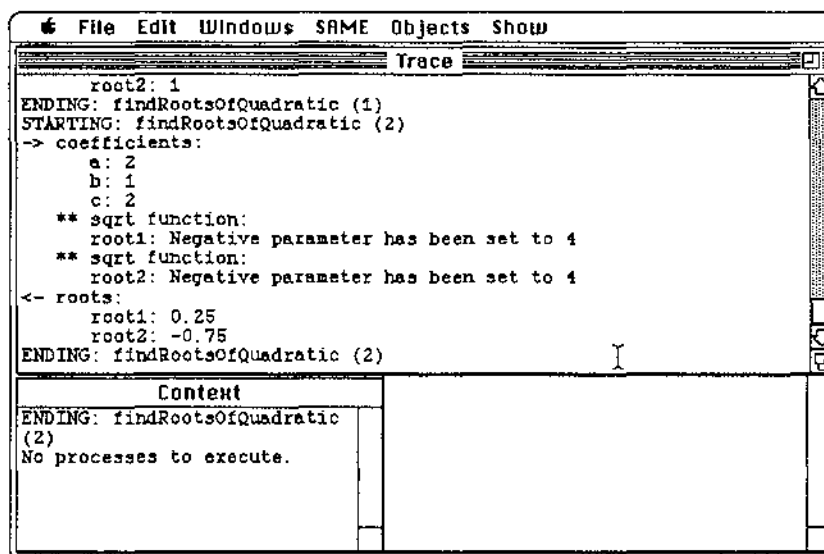 File Edit Windows SAME Objects Show
Trace
root2: 1
ENDING: findRootsOfQuadratic (1)
STARTING: findRootsOfQuadratic (2)
-> coefficients:
a: 2
b: 1
c: 2
** sqrt function:
root1: Negative parameter has been set to 4
** sqrt function:
root2: Negative parameter has been set to 4
<- roots:
root1: 0.25
root2: -0.75
ENDING: findRootsOfQuadratic (2)
Context
ENDING: findRootsOfQuadratic
(2)
No processes to execute.